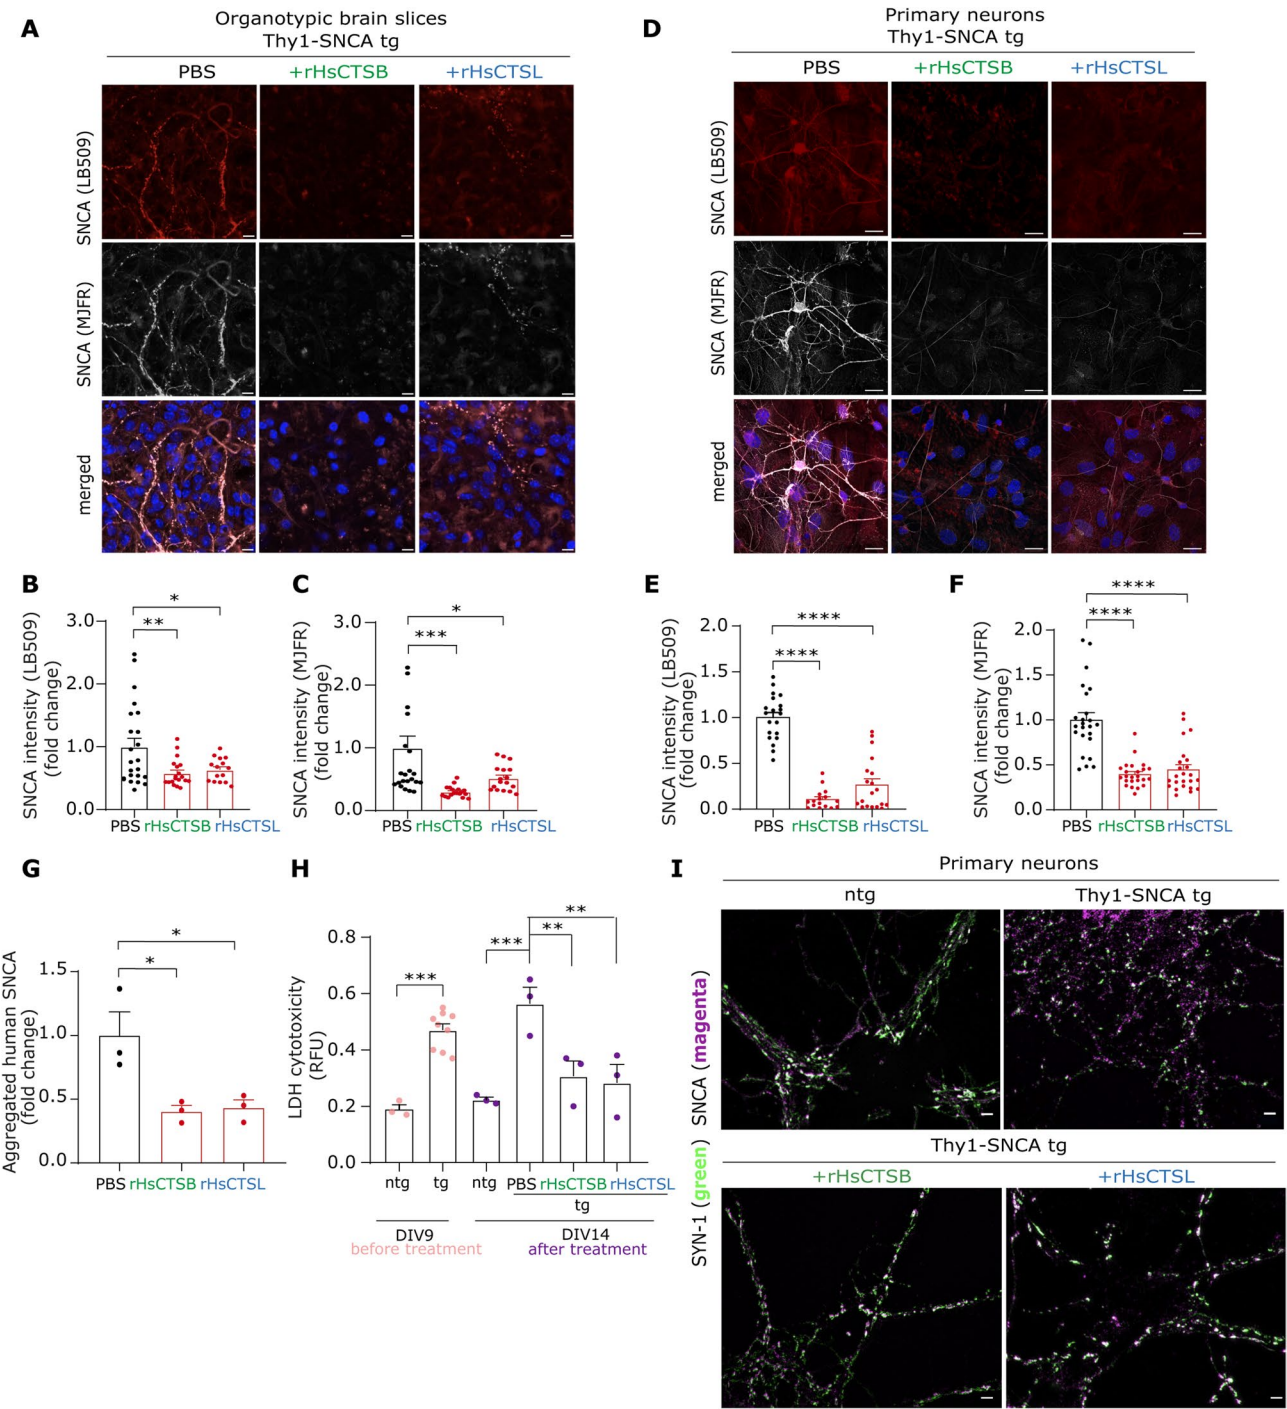 A
Organotypic brain slices
Thy1-SNCA tg
PBS
+rHsCTSB
+rHsCTSL
SNCA (LB509)
SNCA (MJFR)
merged
D
Primary neurons
Thy1-SNCA tg
PBS
+rHsCTSB
+rHsCTSL
SNCA (LB509)
SNCA (MJFR)
merged
B
SNCA intensity (LB509)
(fold change)
3.0
2.0
1.0
0.0
*
**
PBS rHsCTSB rHsCTSL
C
SNCA intensity (MJFR)
(fold change)
3.0
2.0
1.0
0.0
*
***
PBS rHsCTSB rHsCTSL
E
SNCA intensity (LB509)
(fold change)
2.0
1.5
1.0
0.5
0.0
****
****
PBS rHsCTSB rHsCTSL
F
SNCA intensity (MJFR)
(fold change)
2.0
1.5
1.0
0.5
0.0
****
****
PBS rHsCTSB rHsCTSL
G
Aggregated human SNCA
(fold change)
1.5
1.0
0.5
0.0
*
*
PBS rHsCTSB rHsCTSL
H
LDH cytotoxicity
(RFU)
0.8
0.6
0.4
0.2
0.0
***
***
**
**
ntg tg ntg PBS rHsCTSB rHsCTSL
tg
DIV9
before treatment
DIV14
after treatment
I
Primary neurons
ntg
Thy1-SNCA tg
SNCA (magenta)
Thy1-SNCA tg
+rHsCTSB
+rHsCTSL
SYN-1 (green)